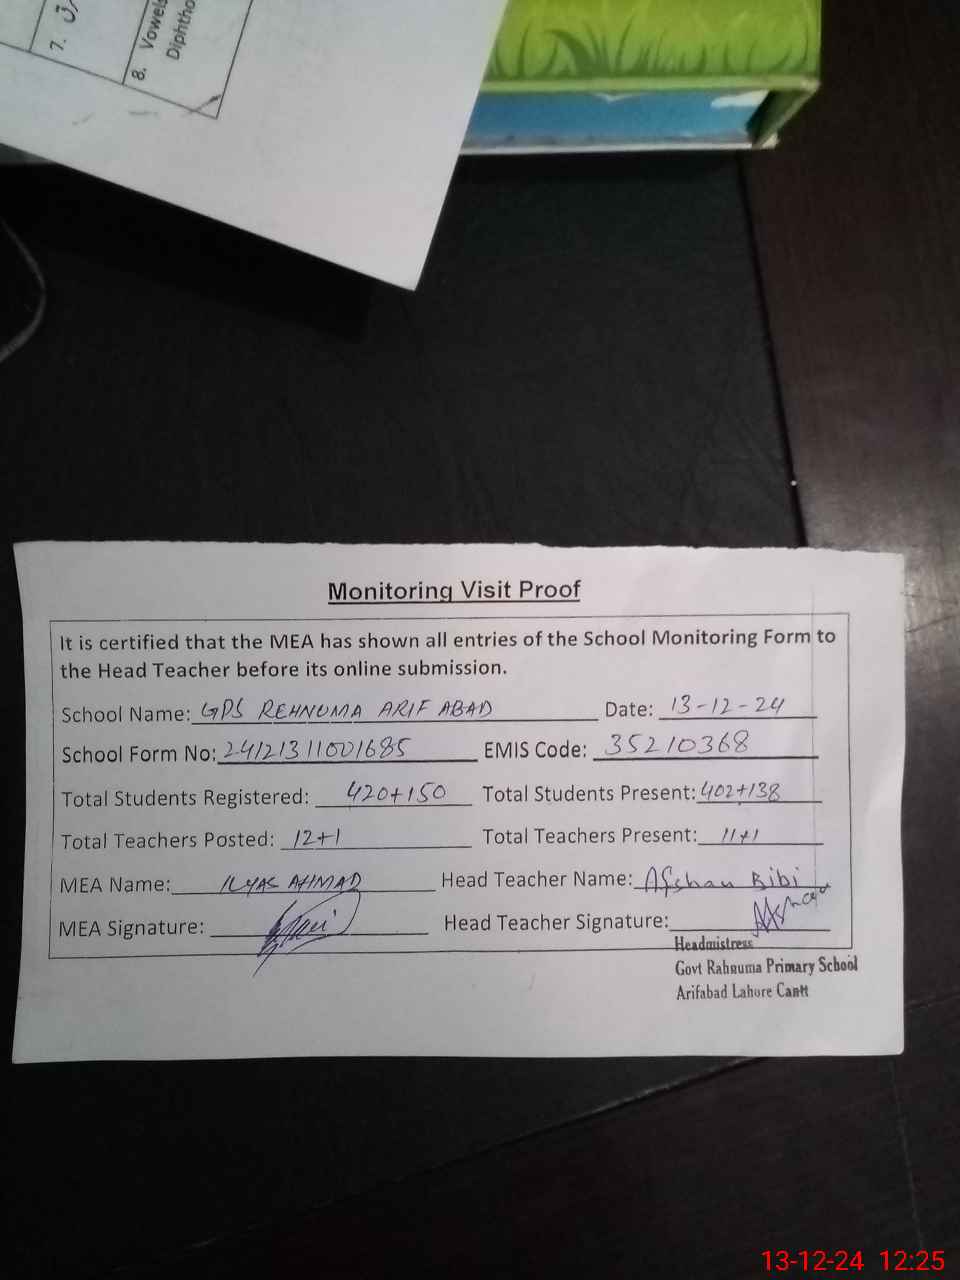 7.
8. Vowels
Diphtho
Monitoring Visit Proof
It is certified that the MEA has shown all entries of the School Monitoring Form to
the Head Teacher before its online submission.
School Name: GPS REHNUMA ARIF ABAD Date: 13-12-24
School Form No: 24121311001685 EMIS Code: 35210368
Total Students Registered: 420+150 Total Students Present: 402+138
Total Teachers Posted: 12+1 Total Teachers Present: 11+1
MEA Name: ILYAS AHMAD Head Teacher Name: Afshan Bibi
MEA Signature: Head Teacher Signature:
Headmistress
Govt Rahnuma Primary School
Arifabad Lahore Cantt
13-12-24 12:25